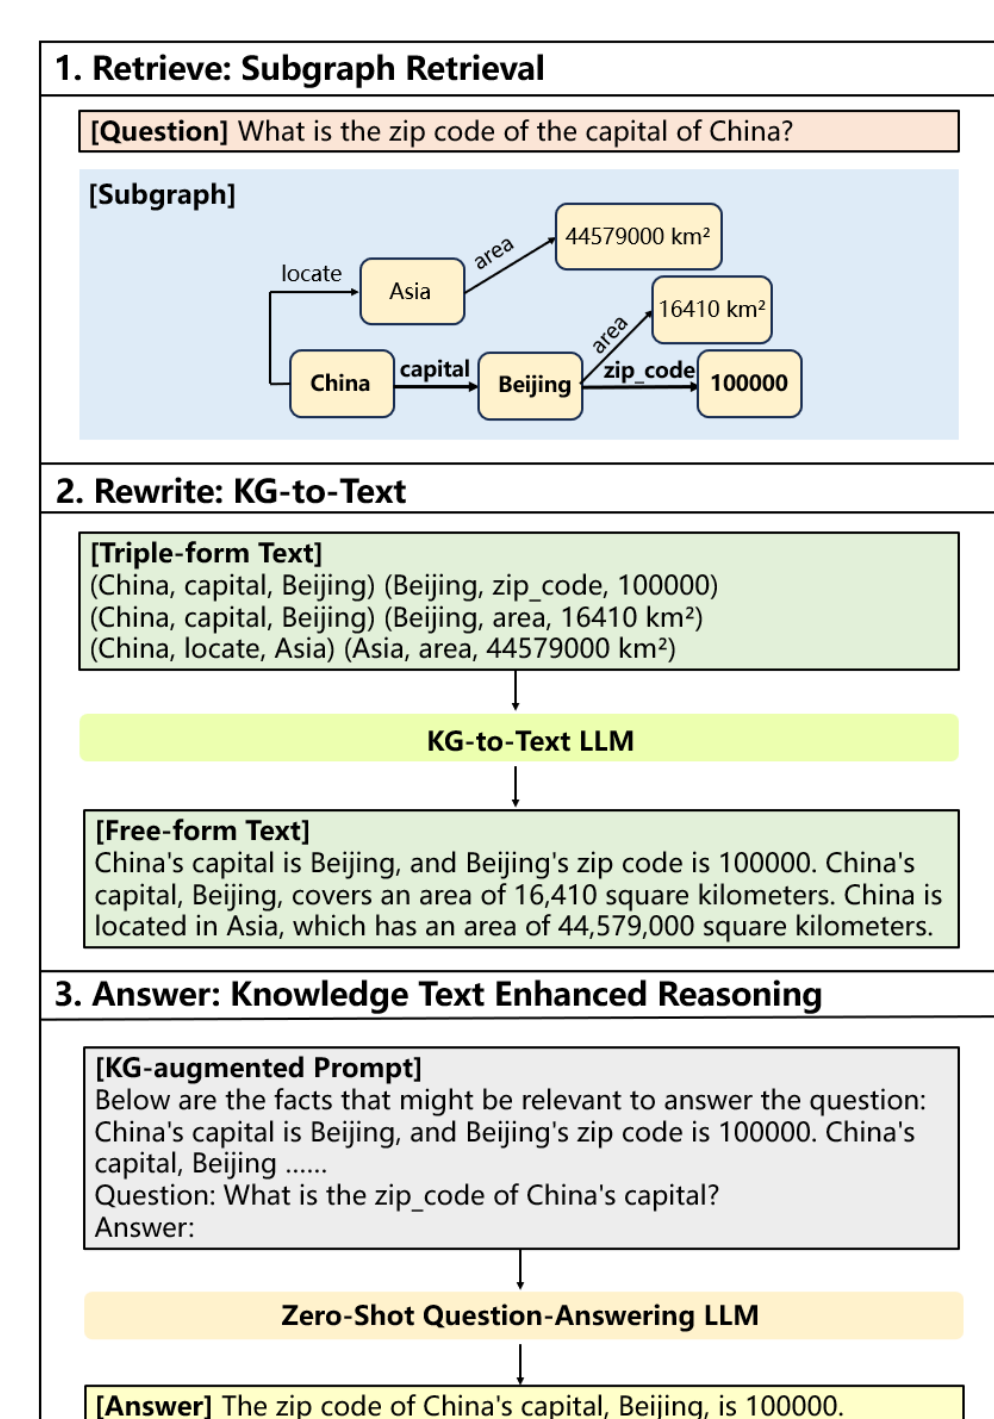 1. Retrieve: Subgraph Retrieval
[Question] What is the zip code of the capital of China?
[Subgraph]
44579000 km²
area
locate
Asia
16410 km²
area
China
capital
Beijing
zip_code
100000
2. Rewrite: KG-to-Text
[Triple-form Text]
(China, capital, Beijing) (Beijing, zip_code, 100000)
(China, capital, Beijing) (Beijing, area, 16410 km²)
(China, locate, Asia) (Asia, area, 44579000 km²)
KG-to-Text LLM
[Free-form Text]
China's capital is Beijing, and Beijing's zip code is 100000. China's
capital, Beijing, covers an area of 16,410 square kilometers. China is
located in Asia, which has an area of 44,579,000 square kilometers.
3. Answer: Knowledge Text Enhanced Reasoning
[KG-augmented Prompt]
Below are the facts that might be relevant to answer the question:
China's capital is Beijing, and Beijing's zip code is 100000. China's
capital, Beijing ......
Question: What is the zip_code of China's capital?
Answer:
Zero-Shot Question-Answering LLM
[Answer] The zip code of China's capital, Beijing, is 100000.